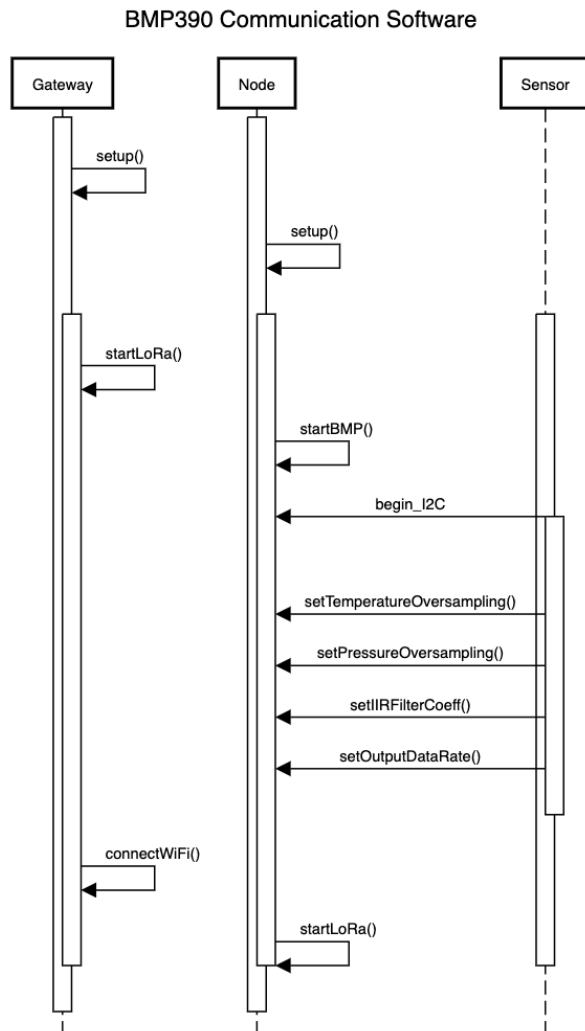 BMP390 Communication Software
Gateway
Node
Sensor
setup()
setup()
startLoRa()
startBMP()
begin_I2C
setTemperatureOversampling()
setPressureOversampling()
setIIRFilterCoeff()
setOutputDataRate()
connectWiFi()
startLoRa()